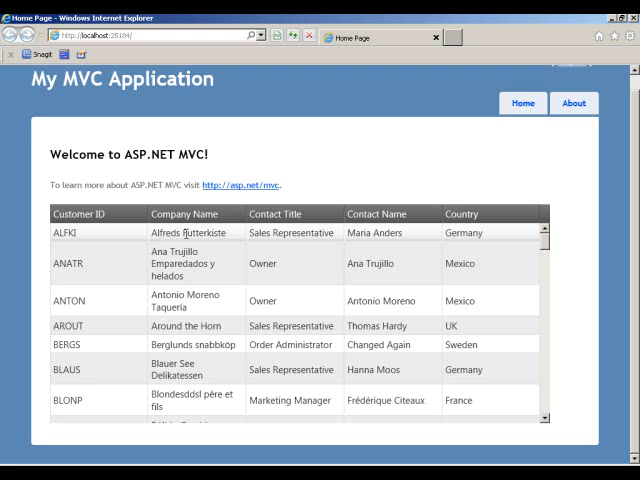 Home Page - Windows Internet Explorer
http://localhost:25184/
Home Page
Snagit
My MVC Application
Home About
Welcome to ASP.NET MVC!
To learn more about ASP.NET MVC visit http://asp.net/mvc.
Customer ID Company Name Contact Title Contact Name Country
ALFKI Alfreds Futterkiste Sales Representative Maria Anders Germany
ANATR Ana Trujillo Emparedados y helados Owner Ana Trujillo Mexico
ANTON Antonio Moreno Taquería Owner Antonio Moreno Mexico
AROUT Around the Horn Sales Representative Thomas Hardy UK
BERGS Berglunds snabbköp Order Administrator Changed Again Sweden
BLAUS Blauer See Delikatessen Sales Representative Hanna Moos Germany
BLONP Blondesddsl père et fils Marketing Manager Frédérique Citeaux France